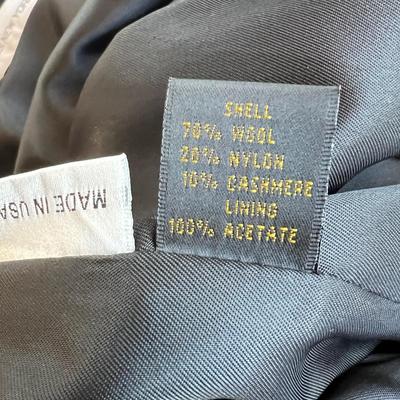 SHELL
70% WOOL
20% NYLON
10% CASHMERE
LINING
100% ACETATE
MADE IN USA